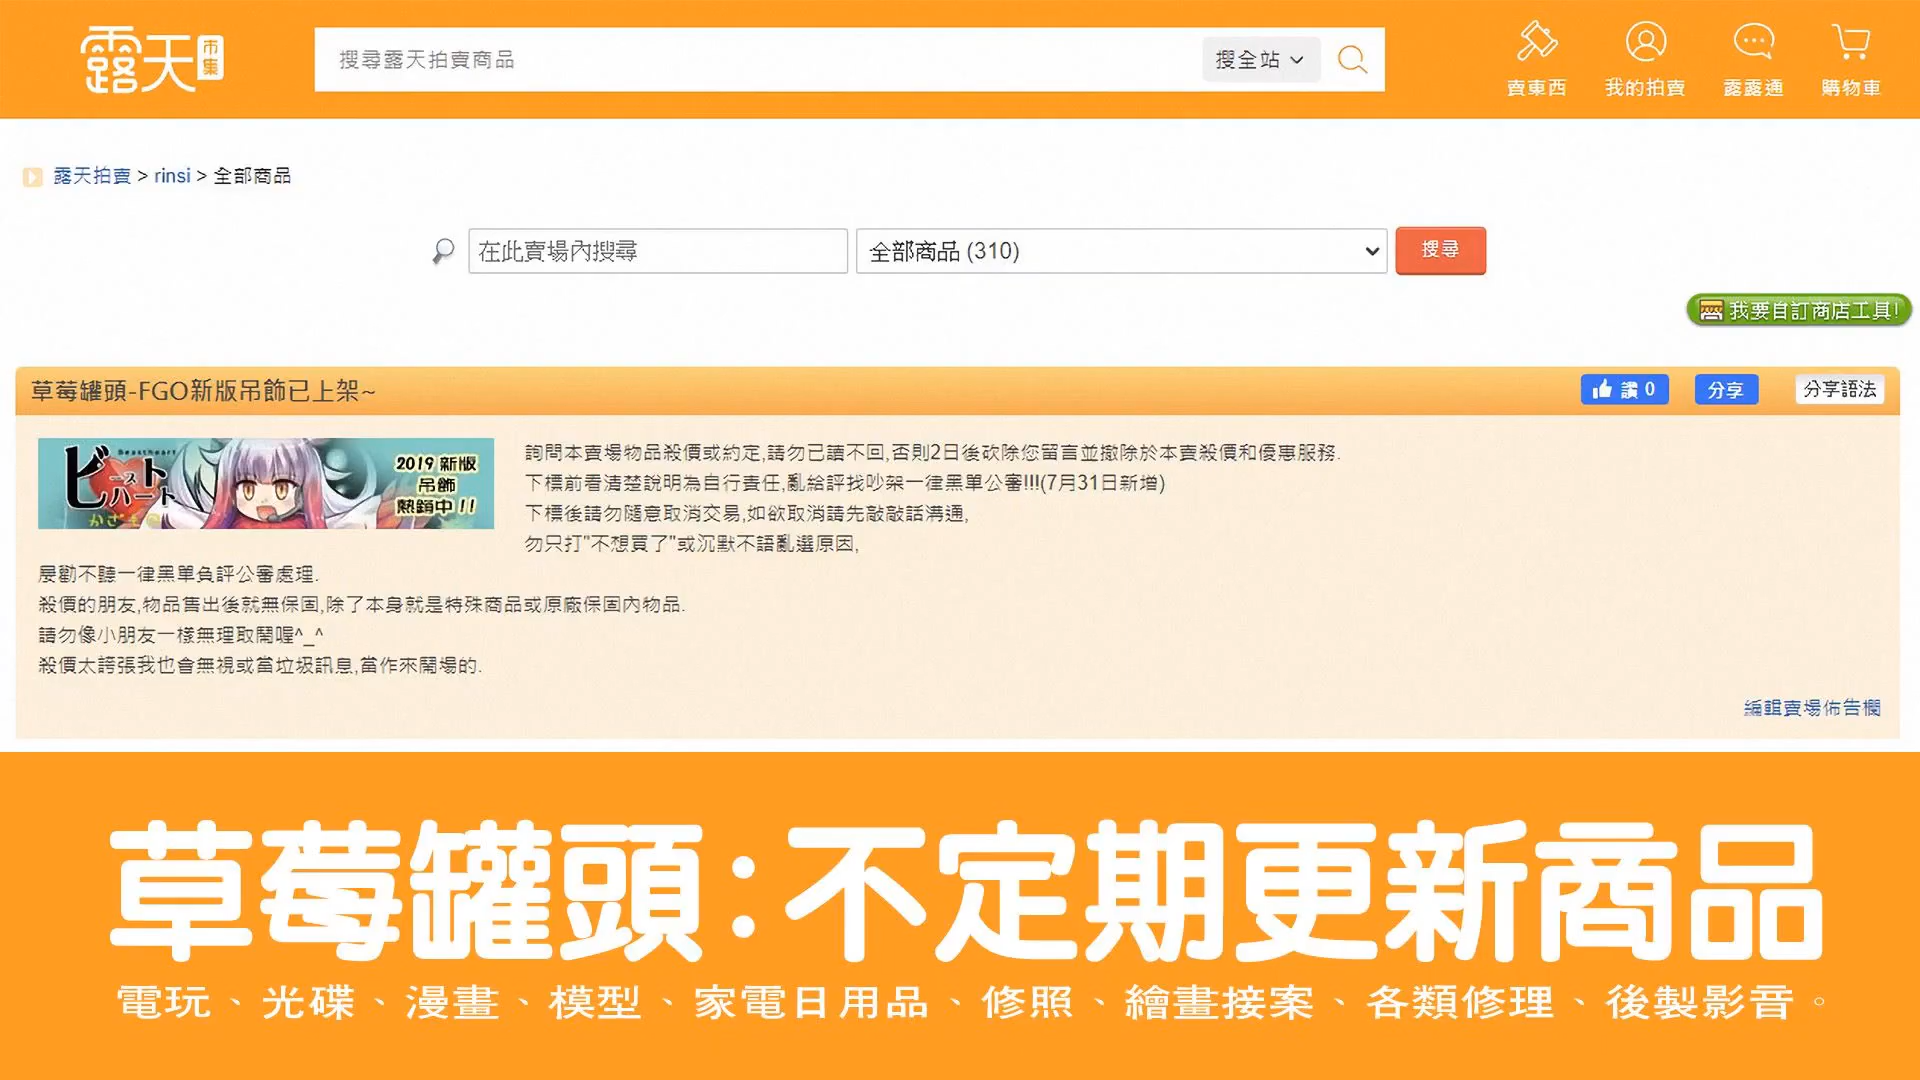 露天市集
搜尋露天拍賣商品
搜全站
賣東西
我的拍賣
露露通
購物車
露天拍賣 > rinsi > 全部商品
在此賣場內搜尋
全部商品 (310)
搜尋
我要自訂商店工具!
草莓罐頭-FGO新版吊飾已上架~
讚 0
分享
分享語法
ビーストハート
2019 新版
吊飾
熱銷中 !!
詢問本賣場物品殺價或約定,請勿已讀不回,否則2日後砍除您留言並撤除於本賣殺價和優惠服務.
下標前看清楚說明為自行責任,亂給評找吵架一律黑單公審!!!(7月31日新增)
下標後請勿隨意取消交易,如欲取消請先敲敲話溝通,
勿只打"不想買了"或沉默不語亂選原因,
屢勸不聽一律黑單負評公審處理.
殺價的朋友,物品售出後就無保固,除了本身就是特殊商品或原廠保固內物品.
請勿像小朋友一樣無理取鬧喔^_^
殺價太誇張我也會無視或當垃圾訊息,當作來鬧場的.
編輯賣場佈告欄
草莓罐頭:不定期更新商品
電玩、光碟、漫畫、模型、家電日用品、修照、繪畫接案、各類修理、後製影音。